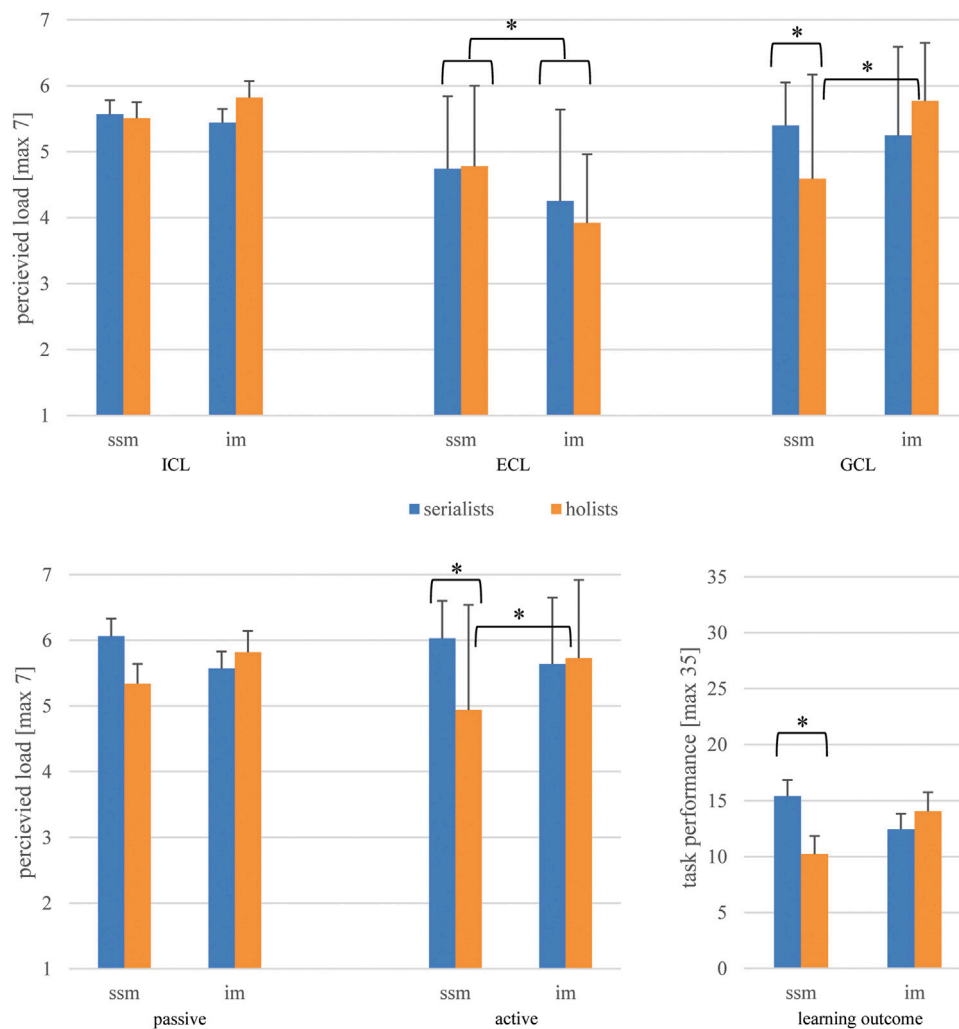 percievied load [max 7]
7
6
5
4
3
2
1
*
*
*
ssm im ssm im ssm im
ICL ECL GCL
serialists holists
percievied load [max 7]
7
6
5
4
3
2
1
*
*
ssm im ssm im
passive active
task performance [max 35]
35
30
25
20
15
10
5
0
*
ssm im
learning outcome